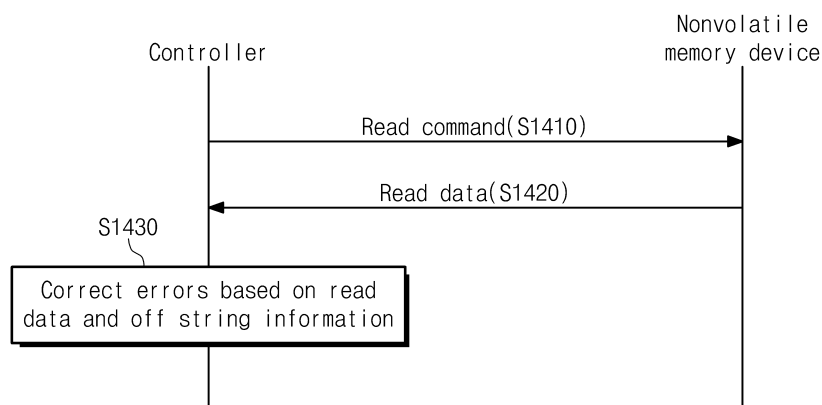 Controller
Nonvolatile
memory device
Read command(S1410)
Read data(S1420)
S1430
Correct errors based on read
data and off string information